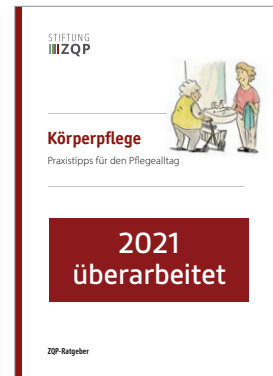 STIFTUNG
ZQP
Körperpflege
Praxistipps für den Pflegealltag
2021
überarbeitet
ZQP-Ratgeber